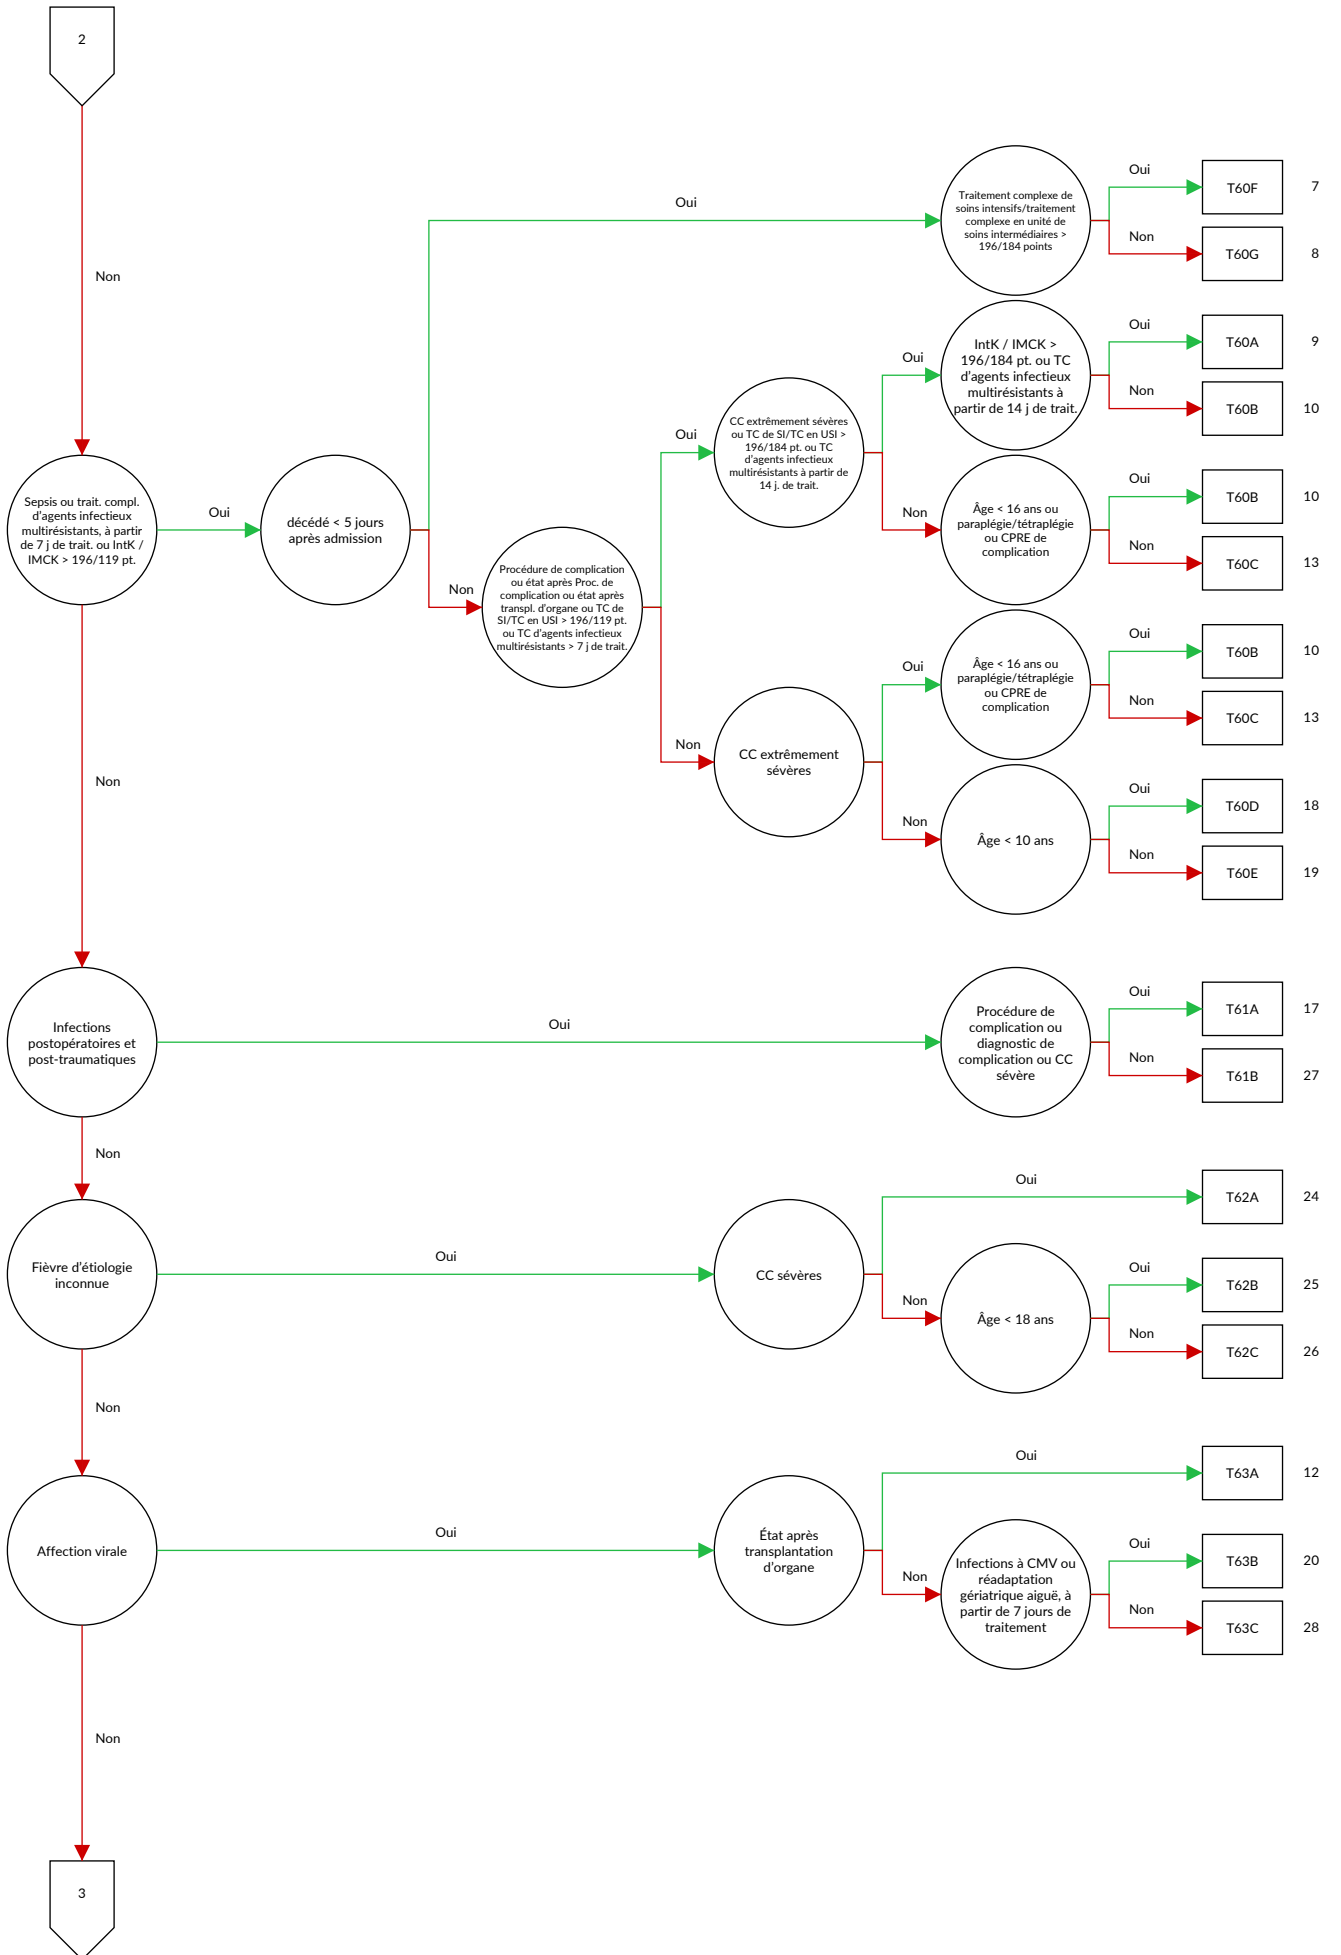 2
Non
Oui
Traitement complexe de
soins intensifs/traitement
complexe en unité de
soins intermédiaires >
196/184 points
Oui
T60F
7
Non
T60G
8
Sepsis ou trait. compl.
d'agents infectieux
multirésistants, à partir
de 7 j de trait. ou IntK /
IMCK > 196/119 pt.
Oui
décédé < 5 jours
après admission
Non
Procédure de complication
ou état après Proc. de
complication ou état après
transpl. d'organe ou TC de
SI/TC en USI > 196/119 pt.
ou TC d'agents infectieux
multirésistants > 7 j de trait.
Oui
CC extrêmement sévères
ou TC de SI/TC en USI >
196/184 pt. ou TC
d'agents infectieux
multirésistants à partir de
14 j. de trait.
Oui
IntK / IMCK >
196/184 pt. ou TC
d'agents infectieux
multirésistants à
partir de 14 j de trait.
Oui
T60A
9
Non
T60B
10
Non
Âge < 16 ans ou
paraplégie/tétraplégie
ou CPRE de
complication
Oui
T60B
10
Non
T60C
13
Non
CC extrêmement
sévères
Oui
Âge < 16 ans ou
paraplégie/tétraplégie
ou CPRE de
complication
Oui
T60B
10
Non
T60C
13
Non
Âge < 10 ans
Oui
T60D
18
Non
T60E
19
Non
Infections
postopératoires et
post-traumatiques
Oui
Procédure de
complication ou
diagnostic de
complication ou CC
sévère
Oui
T61A
17
Non
T61B
27
Non
Fièvre d'étiologie
inconnue
Oui
CC sévères
Oui
T62A
24
Non
Âge < 18 ans
Oui
T62B
25
Non
T62C
26
Non
Affection virale
Oui
État après
transplantation
d'organe
Oui
T63A
12
Non
Infections à CMV ou
réadaptation
gériatrique aiguë, à
partir de 7 jours de
traitement
Oui
T63B
20
Non
T63C
28
Non
3